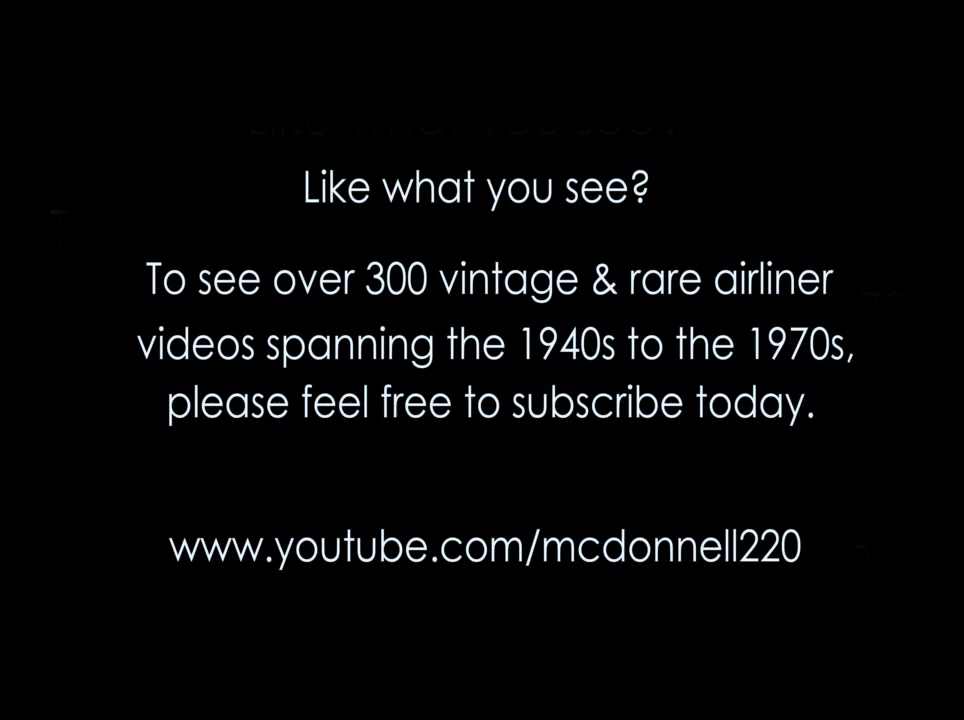 Like what you see?
To see over 300 vintage & rare airliner
videos spanning the 1940s to the 1970s,
please feel free to subscribe today.
www.youtube.com/mcdonnell220